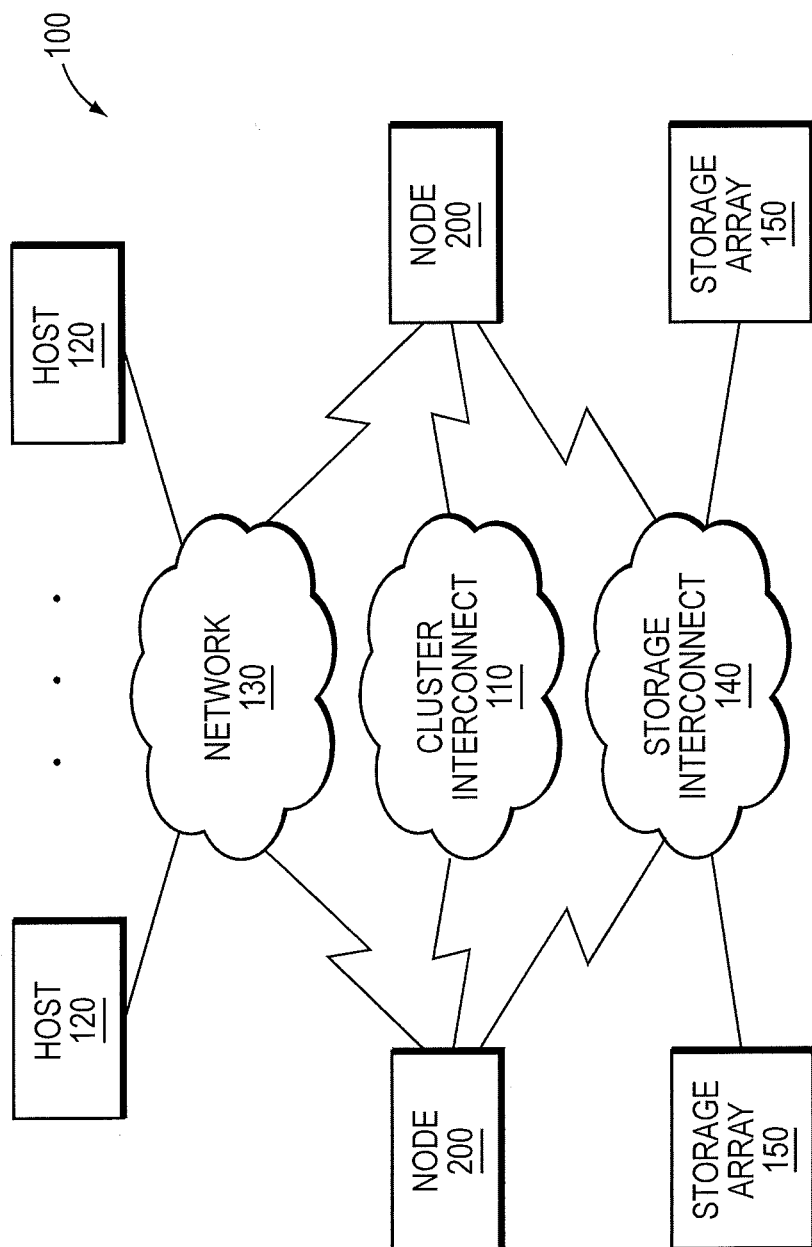 100
HOST
120
HOST
120
NETWORK
130
NODE
200
CLUSTER
INTERCONNECT
110
NODE
200
STORAGE
ARRAY
150
STORAGE
INTERCONNECT
140
STORAGE
ARRAY
150